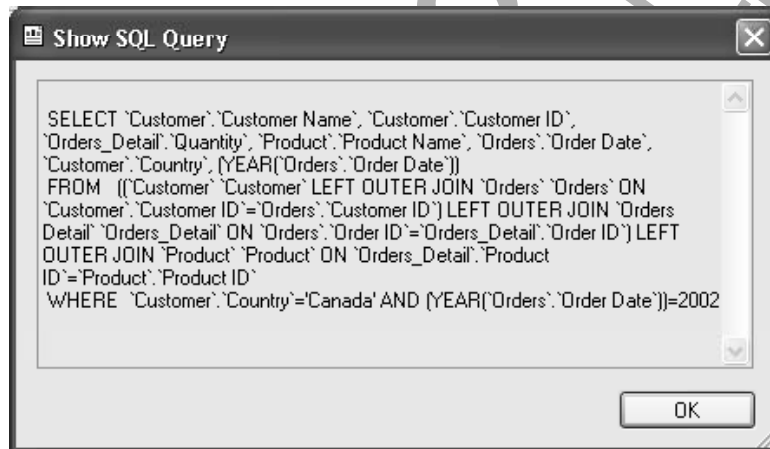 Show SQL Query
SELECT `Customer`.`Customer Name`, `Customer`.`Customer ID`,
`Orders_Detail`.`Quantity`, `Product`.`Product Name`, `Orders`.`Order Date`,
`Customer`.`Country`, (YEAR(`Orders`.`Order Date`))
FROM   ((`Customer` `Customer` LEFT OUTER JOIN `Orders` `Orders` ON
`Customer`.`Customer ID`=`Orders`.`Customer ID`) LEFT OUTER JOIN `Orders
Detail` `Orders_Detail` ON `Orders`.`Order ID`=`Orders_Detail`.`Order ID`) LEFT
OUTER JOIN `Product` `Product` ON `Orders_Detail`.`Product
ID`=`Product`.`Product ID`
WHERE  `Customer`.`Country`='Canada' AND (YEAR(`Orders`.`Order Date`))=2002
OK